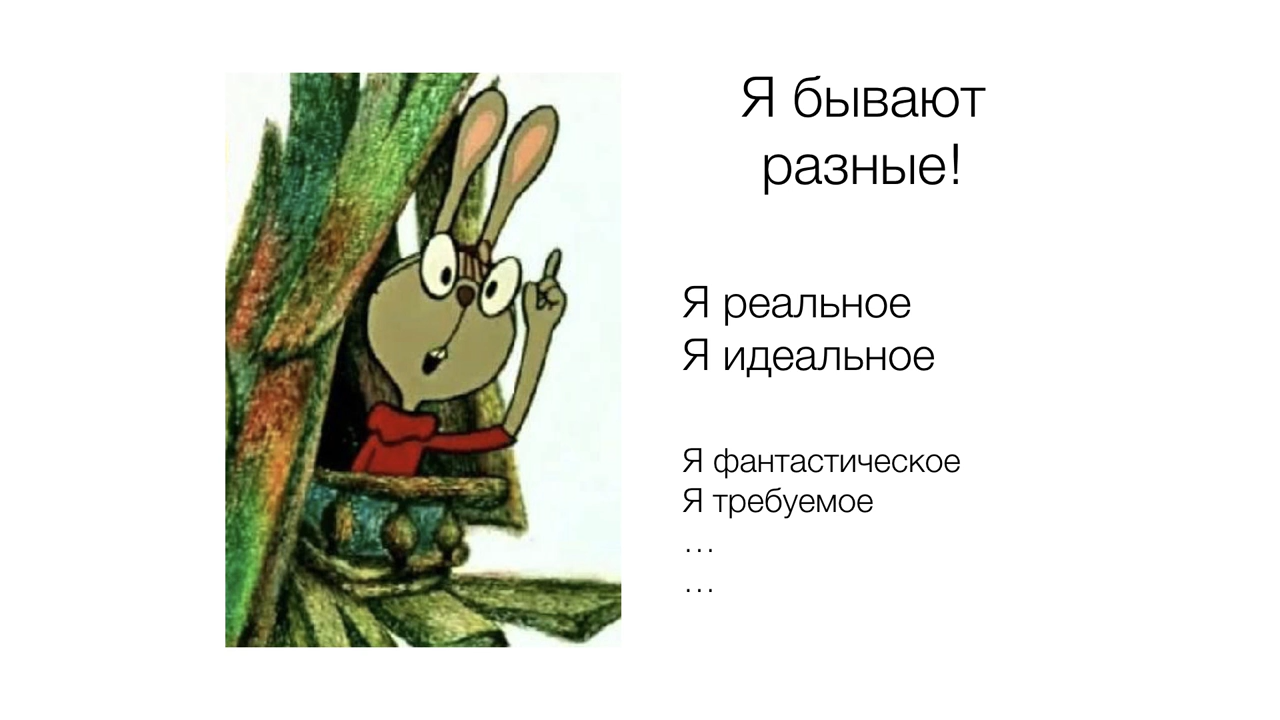 Я бывают
разные!
Я реальное
Я идеальное
Я фантастическое
Я требуемое
...
...